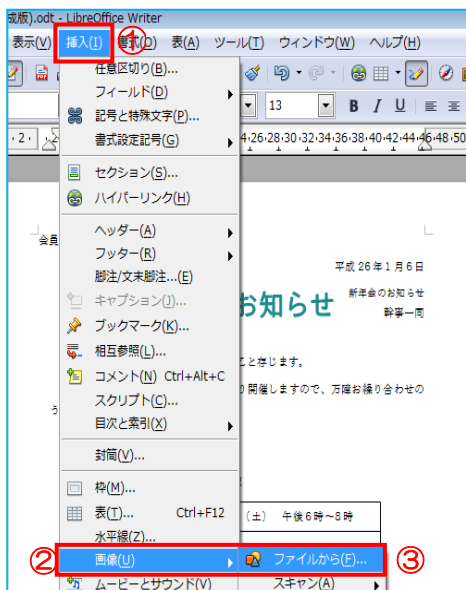 成版).odt - LibreOffice Writer
表示(V) 挿入(I) ① 書式(O) 表(A) ツール(T) ウィンドウ(W) ヘルプ(H)
任意区切り(B)...
フィールド(D)
13 B I U
記号と特殊文字(P)...
書式設定記号(G)
2 4 26 28 30 32 34 36 38 40 42 44 46 48 50
セクション(S)...
ハイパーリンク(H)
ヘッダー(A)
会員
フッター(R)
平成26年1月6日
脚注/文末脚注...(E)
新年会のお知らせ
キャプション(J)...
お知らせ
幹事一同
ブックマーク(K)...
相互参照(L)...
こと存じます。
コメント(N) Ctrl+Alt+C
り開催しますので、万障お繰り合わせの
スクリプト(C)...
う
目次と索引(X)
封筒(V)...
枠(M)...
表(T)... Ctrl+F12
(土) 午後6時~8時
水平線(Z)...
② 画像(U) ファイルから(F)... ③
ムービーとサウンド(V) スキャン(A)